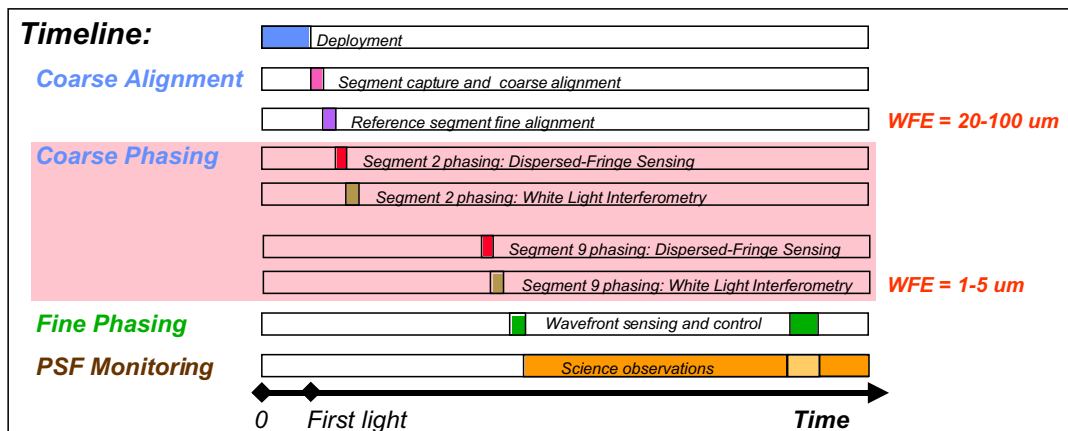 Timeline:
Deployment
Coarse Alignment
Segment capture and coarse alignment
Reference segment fine alignment
WFE = 20-100 um
Coarse Phasing
Segment 2 phasing: Dispersed-Fringe Sensing
Segment 2 phasing: White Light Interferometry
Segment 9 phasing: Dispersed-Fringe Sensing
Segment 9 phasing: White Light Interferometry
WFE = 1-5 um
Fine Phasing
Wavefront sensing and control
PSF Monitoring
Science observations
0
First light
Time